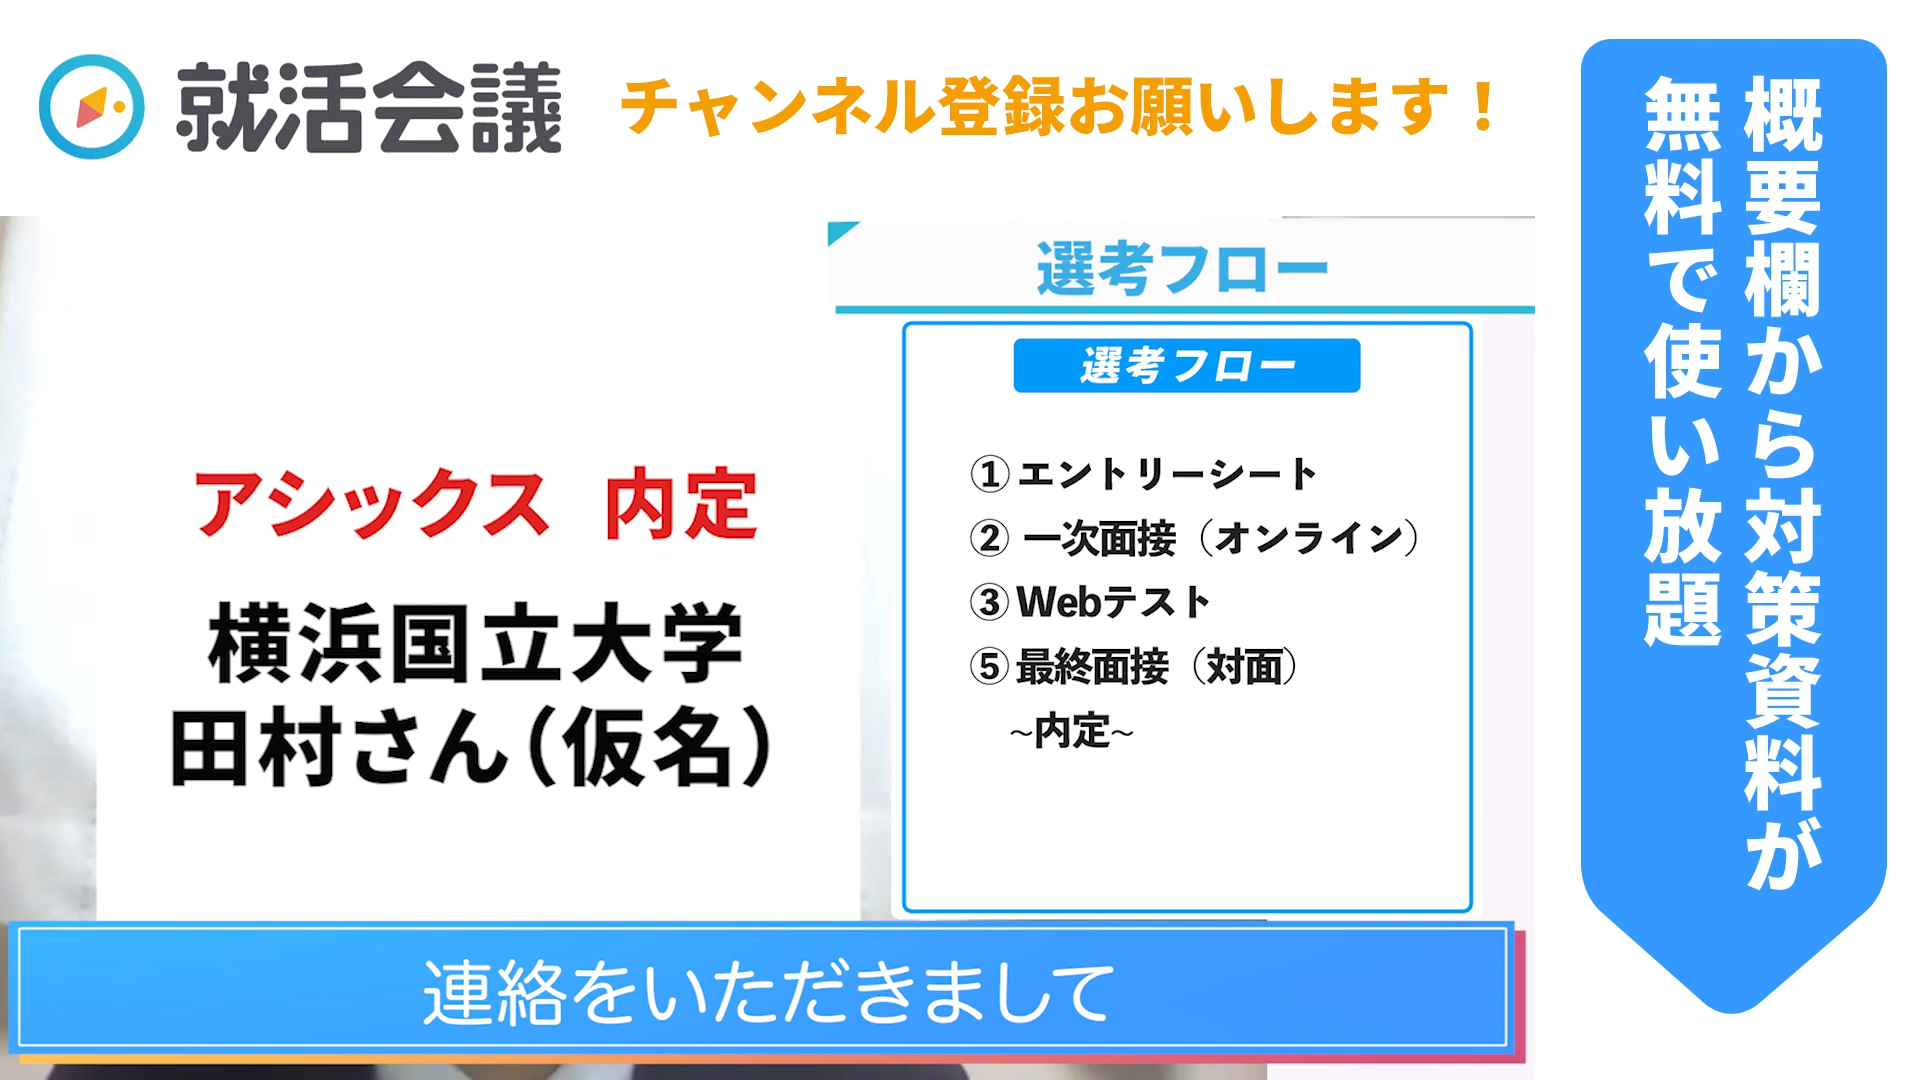 就活会議
チャンネル登録お願いします！
概要欄から対策資料が
無料で使い放題
アシックス 内定
横浜国立大学
田村さん（仮名）
選考フロー
選考フロー
①エントリーシート
② 一次面接（オンライン）
③Webテスト
⑤最終面接（対面）
~内定~
連絡をいただきまして